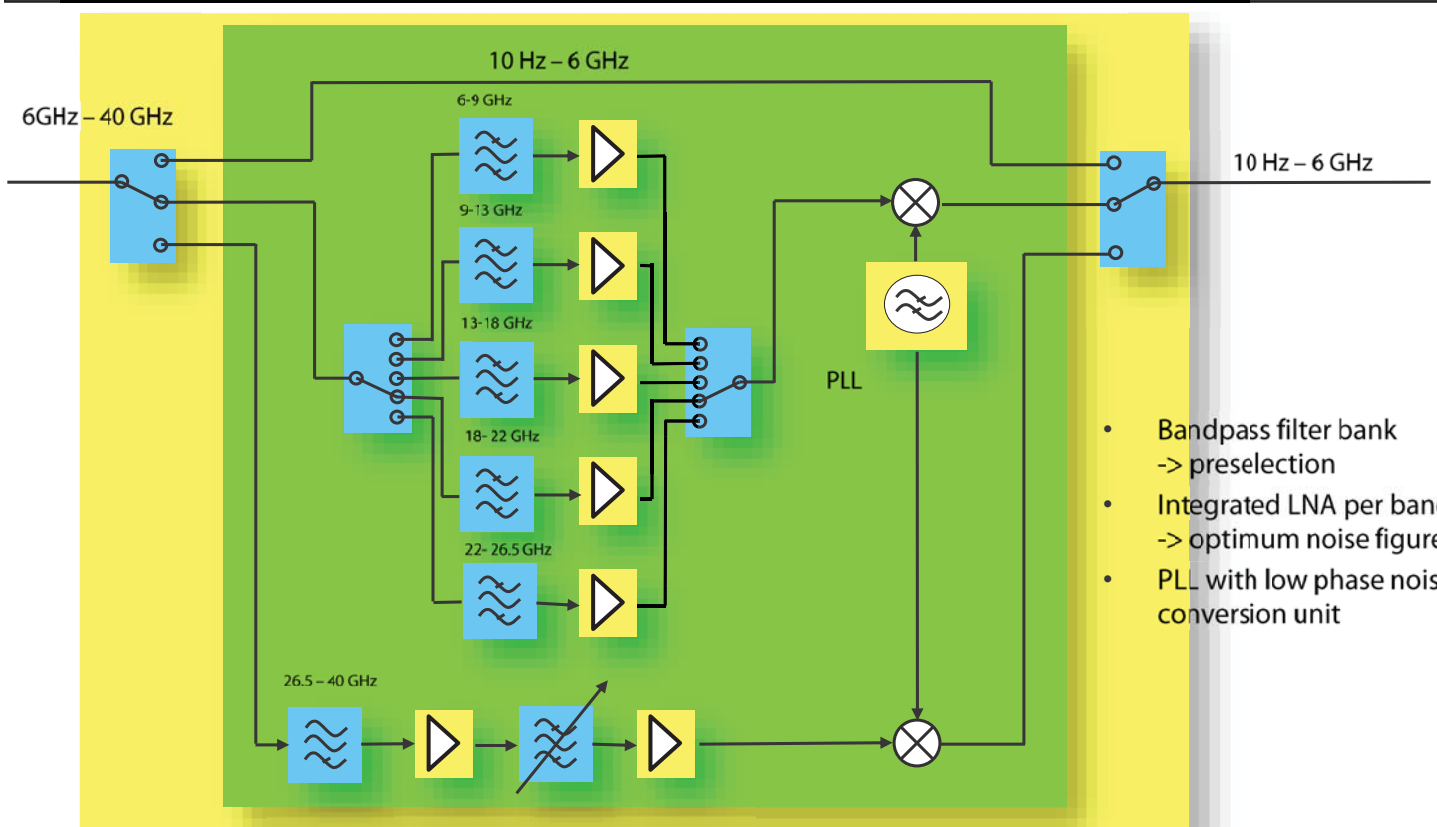 10 Hz – 6 GHz
6-9 GHz
6GHz – 40 GHz
10 Hz – 6 GHz
9-13 GHz
13-18 GHz
PLL
18- 22 GHz
22- 26.5 GHz
26.5 – 40 GHz
• Bandpass filter bank
-> preselection
• Integrated LNA per ban
-> optimum noise figure
• PLL with low phase nois
conversion unit